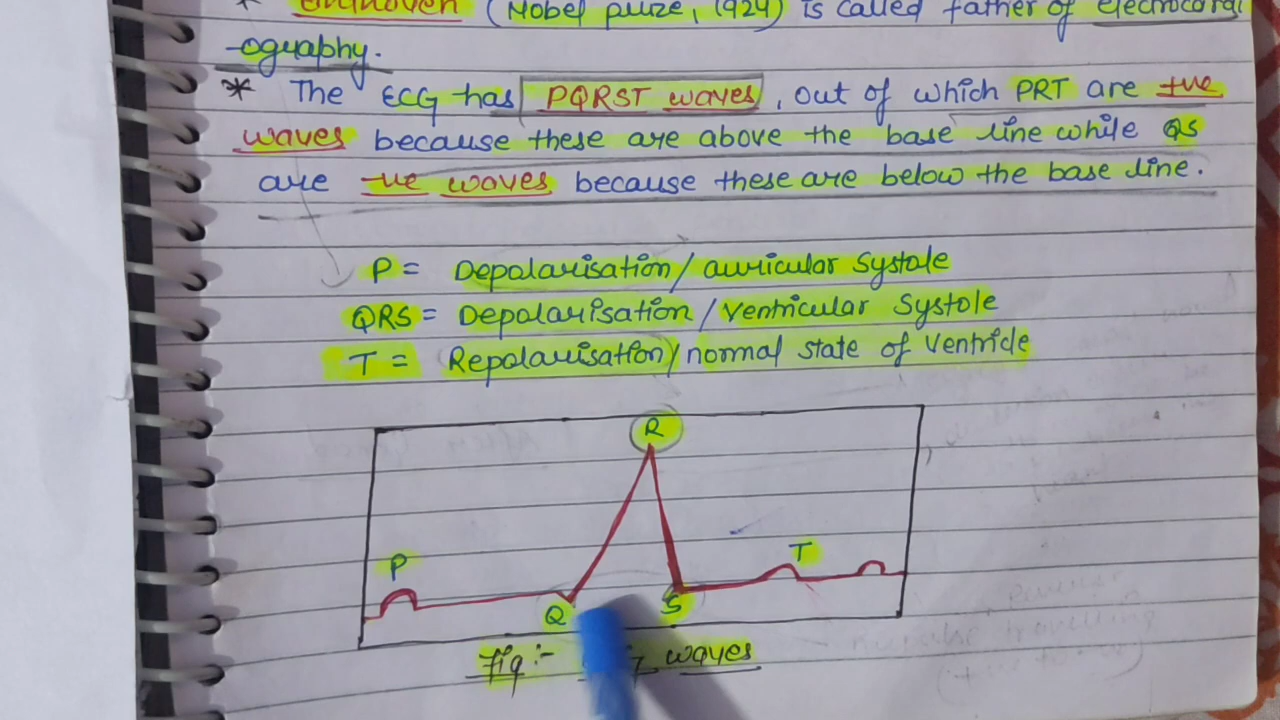 * Einthoven (Nobel prize, 1924) is called father of electrocardi
-ography.
* The ECG has PQRST waves, out of which PRT are +ve
waves because these are above the base line while QS
are -ve waves because these are below the base line.
P = Depolarisation/auricular Systole
QRS = Depolarisation/Ventricular Systole
T = Repolarisation/normal state of Ventricle
R
P
T
Q
S
fig:- waves